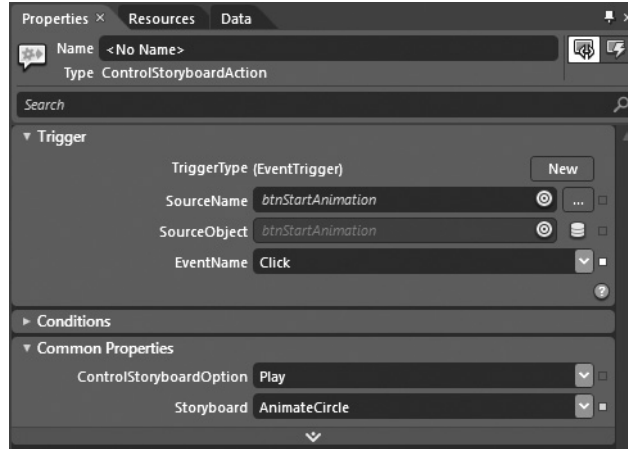 Properties × Resources Data
Name <No Name>
Type ControlStoryboardAction
Search
Trigger
TriggerType (EventTrigger) New
SourceName btnStartAnimation ...
SourceObject btnStartAnimation
EventName Click
?
Conditions
Common Properties
ControlStoryboardOption Play
Storyboard AnimateCircle